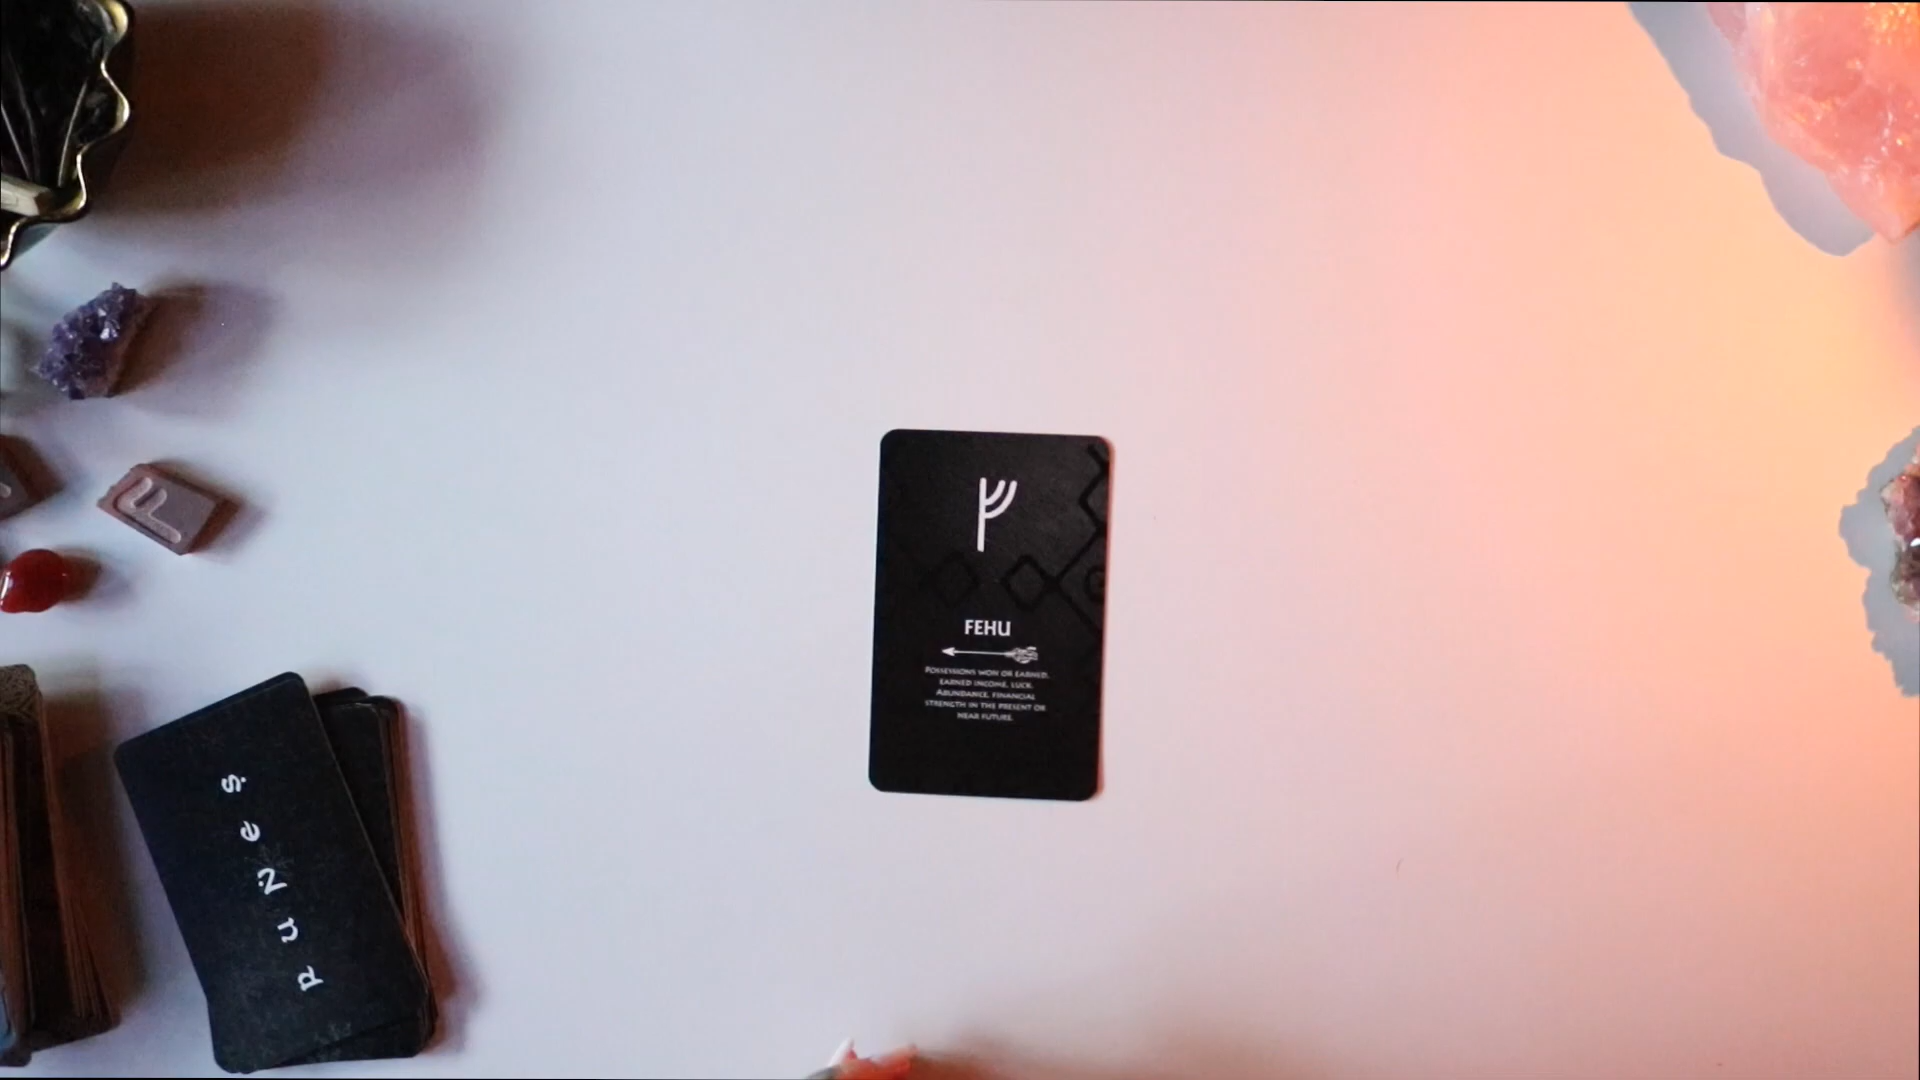 ᚠ
FEHU
POSSESSIONS WON OR EARNED,
EARNED INCOME, LUCK.
ABUNDANCE, FINANCIAL
STRENGTH IN THE PRESENT OR
NEAR FUTURE.
runes